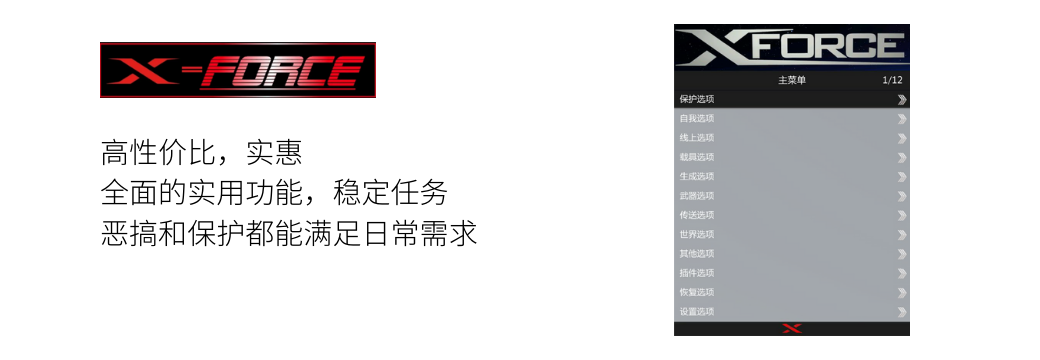 X-FORCE
高性价比，实惠
全面的实用功能，稳定任务
恶搞和保护都能满足日常需求
XFORCE
主菜单 1/12
保护选项
自我选项
线上选项
载具选项
生成选项
武器选项
传送选项
世界选项
其他选项
插件选项
恢复选项
设置选项
X